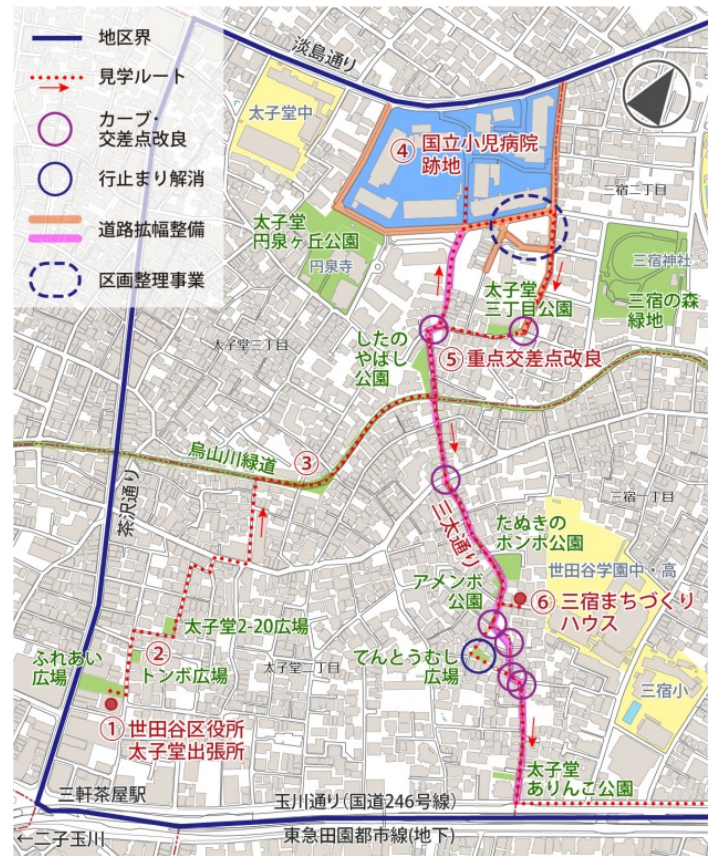 地区界
見学ルート
カーブ・
交差点改良
行止まり解消
道路拡幅整備
区画整理事業
淡島通り
太子堂中
④ 国立小児病院
跡地
三宿二丁目
太子堂
円泉ヶ丘公園
円泉寺
三宿神社
三宿の森
緑地
太子堂
三丁目公園
太子堂三丁目
したの
やばし
公園
⑤ 重点交差点改良
烏山川緑道
③
茶沢通り
三宿一丁目
三太通り
たぬきの
ポンポ公園
世田谷学園中・高
アメンボ
公園
⑥ 三宿まちづくり
ハウス
太子堂2-20広場
ふれあい
広場
②
トンボ広場
太子堂二丁目
てんとうむし
広場
三宿小
① 世田谷区役所
太子堂出張所
太子堂
ありんこ公園
三軒茶屋駅
玉川通り(国道246号線)
←二子玉川
東急田園都市線(地下)